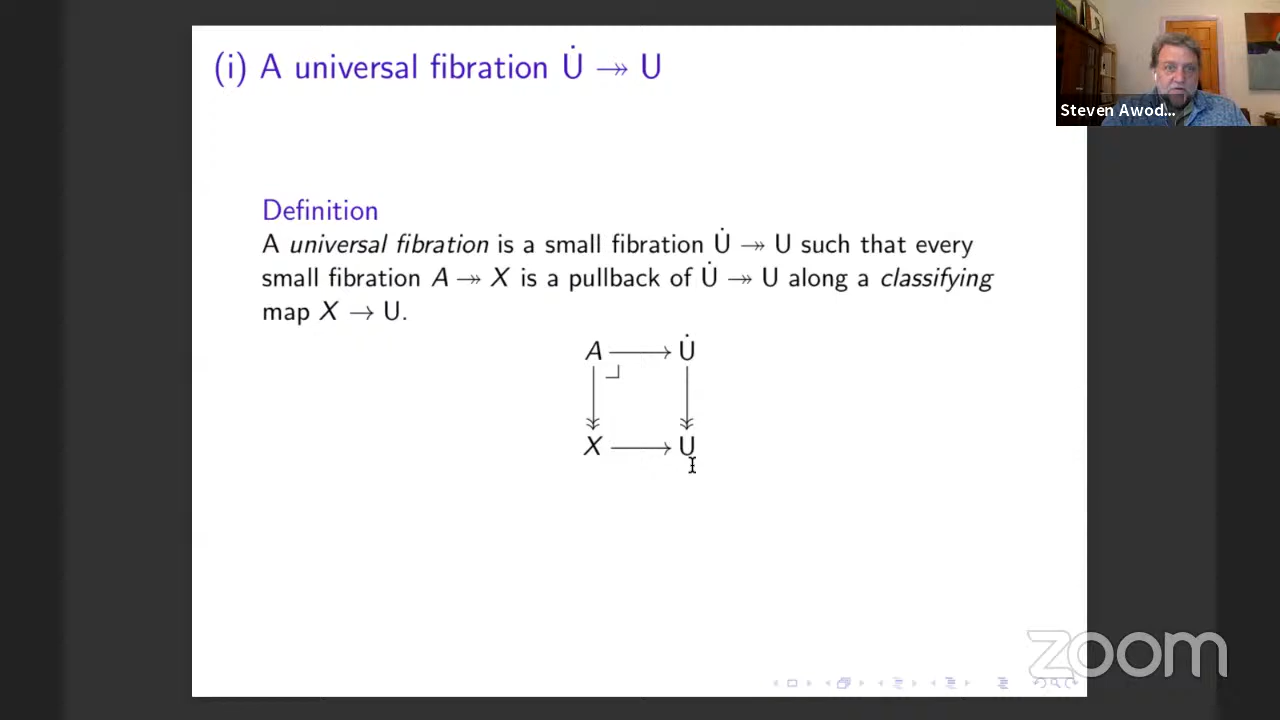 (i) A universal fibration U̇ ↠ U
Steven Awod...
Definition
A universal fibration is a small fibration U̇ ↠ U such that every
small fibration A ↠ X is a pullback of U̇ ↠ U along a classifying
map X → U.
A U̇
X U
zoom